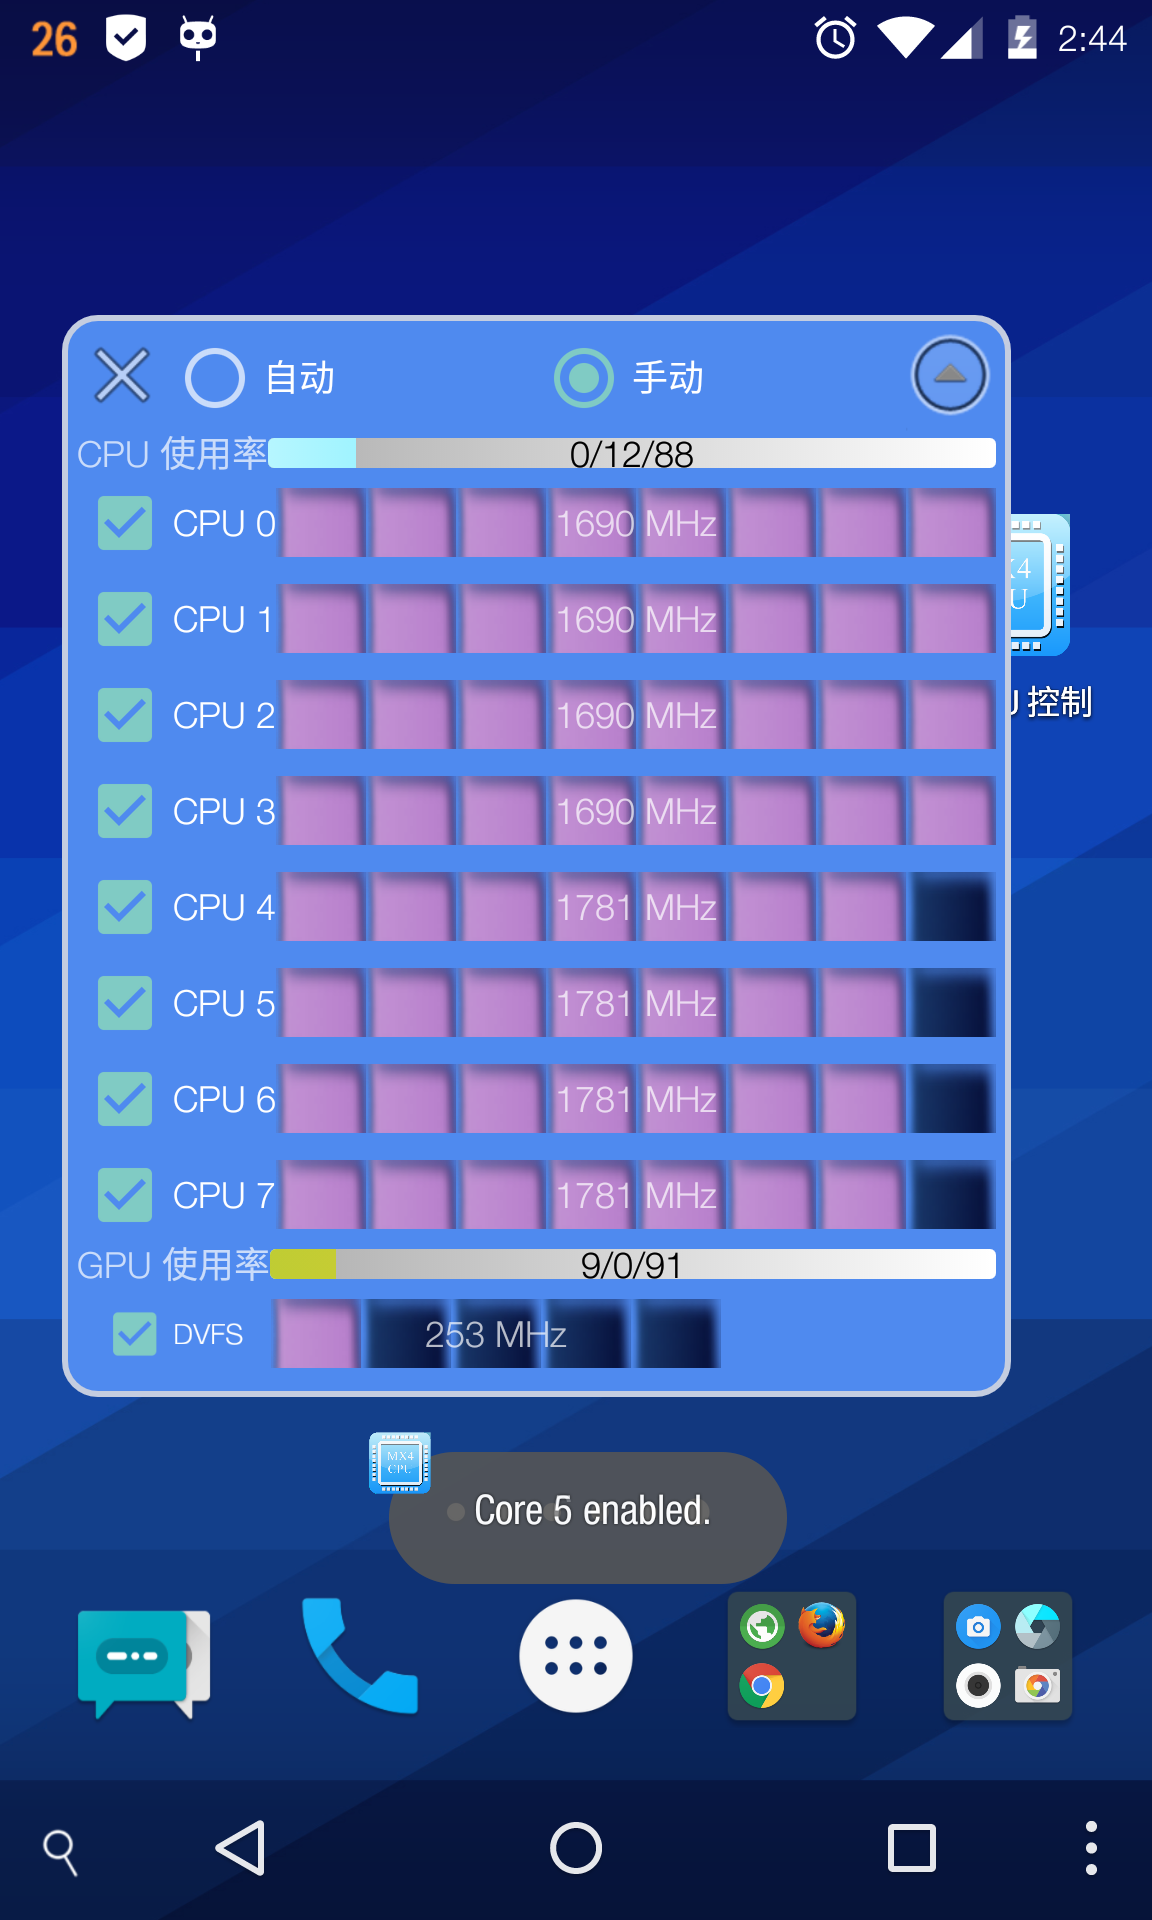 26 2:44
自动 手动
CPU 使用率 0/12/88
CPU 0 1690 MHz
CPU 1 1690 MHz
CPU 2 1690 MHz
CPU 3 1690 MHz
CPU 4 1781 MHz
CPU 5 1781 MHz
CPU 6 1781 MHz
CPU 7 1781 MHz
GPU 使用率 9/0/91
DVFS 253 MHz
X4
U
U 控制
MX4
CPU
Core 5 enabled.